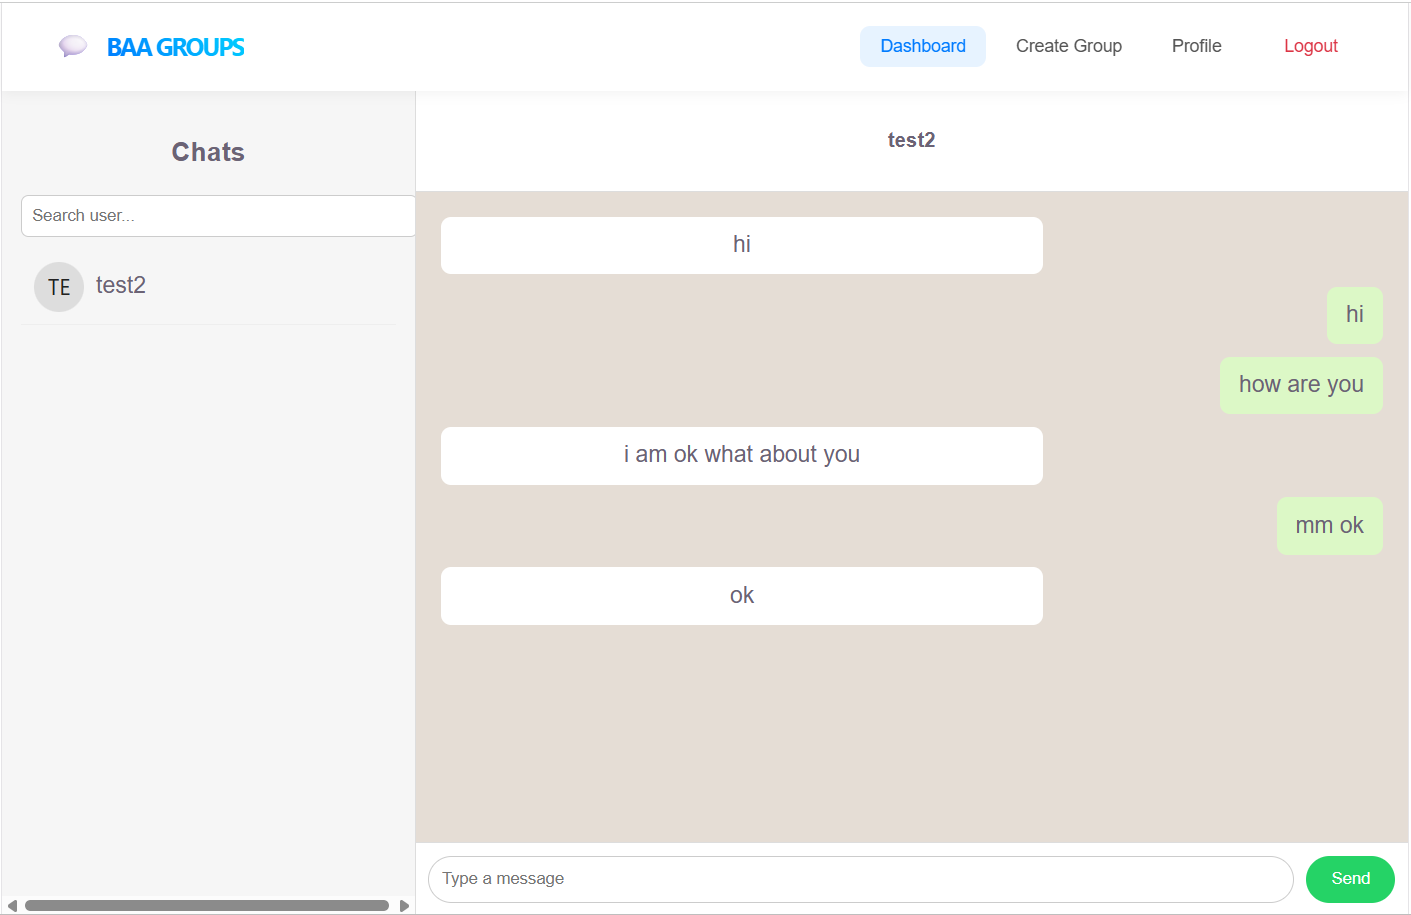 BAA GROUPS
Dashboard
Create Group
Profile
Logout
Chats
Search user...
TE
test2
test2
hi
hi
how are you
i am ok what about you
mm ok
ok
Type a message
Send